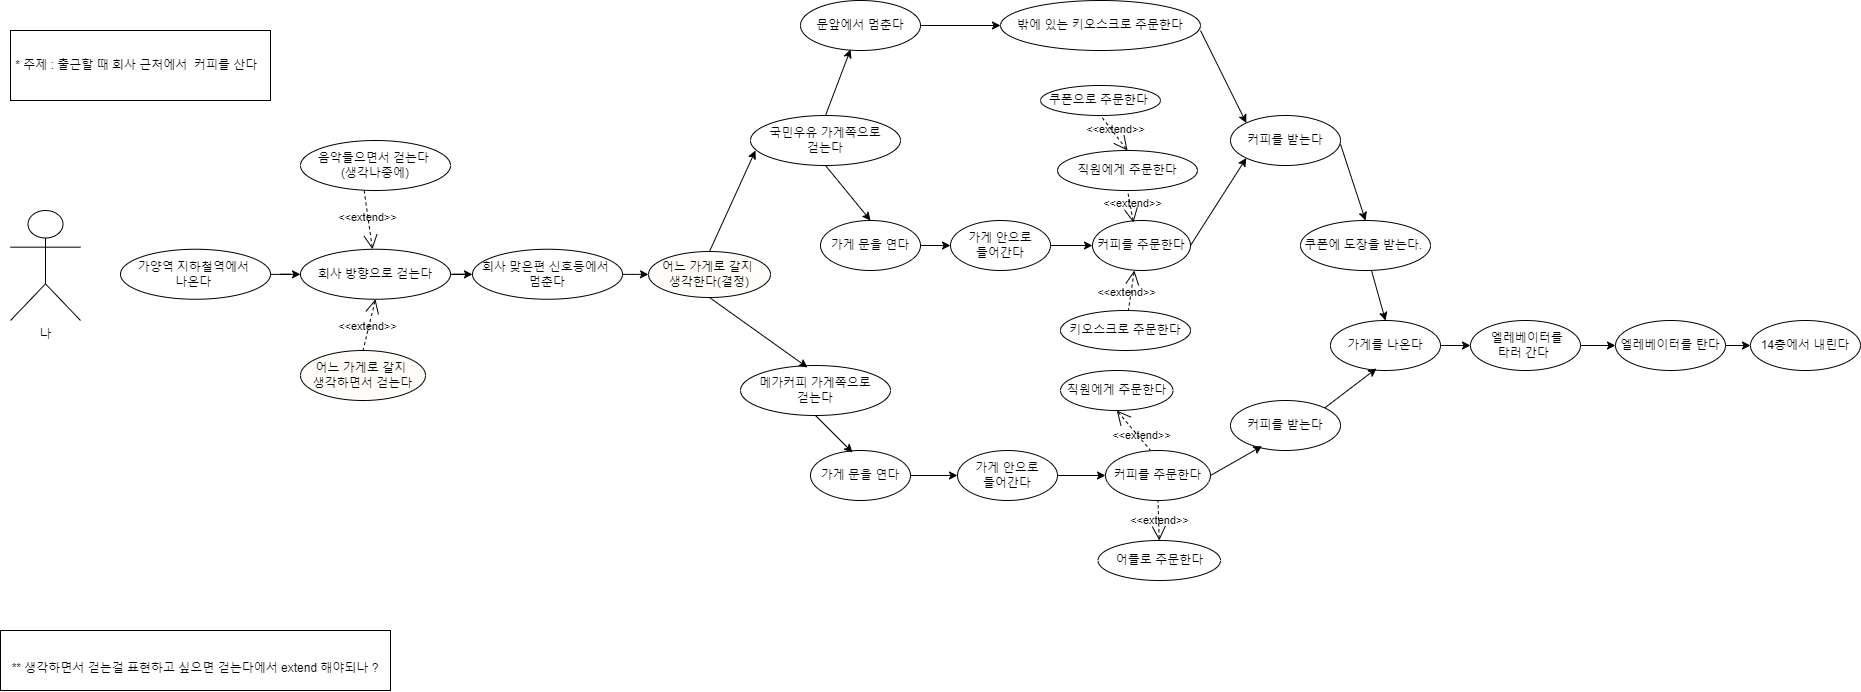 * 주제 : 출근할 때 회사 근처에서 커피를 산다
문앞에서 멈춘다
밖에 있는 키오스크로 주문한다
국민우유 가게쪽으로
걷는다
쿠폰으로 주문한다
<<extend>>
직원에게 주문한다
<<extend>>
커피를 받는다
음악들으면서 걷는다
(생각나중에)
<<extend>>
가게 문을 연다
가게 안으로
들어간다
커피를 주문한다
쿠폰에 도장을 받는다.
나
가양역 지하철역에서
나온다
회사 방향으로 걷는다
회사 맞은편 신호등에서
멈춘다
어느 가게로 갈지
생각한다(결정)
<<extend>>
키오스크로 주문한다
<<extend>>
어느 가게로 갈지
생각하면서 걷는다
가게를 나온다
엘레베이터를
타러 간다
엘레베이터를 탄다
14층에서 내린다
메가커피 가게쪽으로
걷는다
직원에게 주문한다
<<extend>>
커피를 받는다
가게 문을 연다
가게 안으로
들어간다
커피를 주문한다
<<extend>>
어플로 주문한다
** 생각하면서 걷는걸 표현하고 싶으면 걷는다에서 extend 해야되나 ?